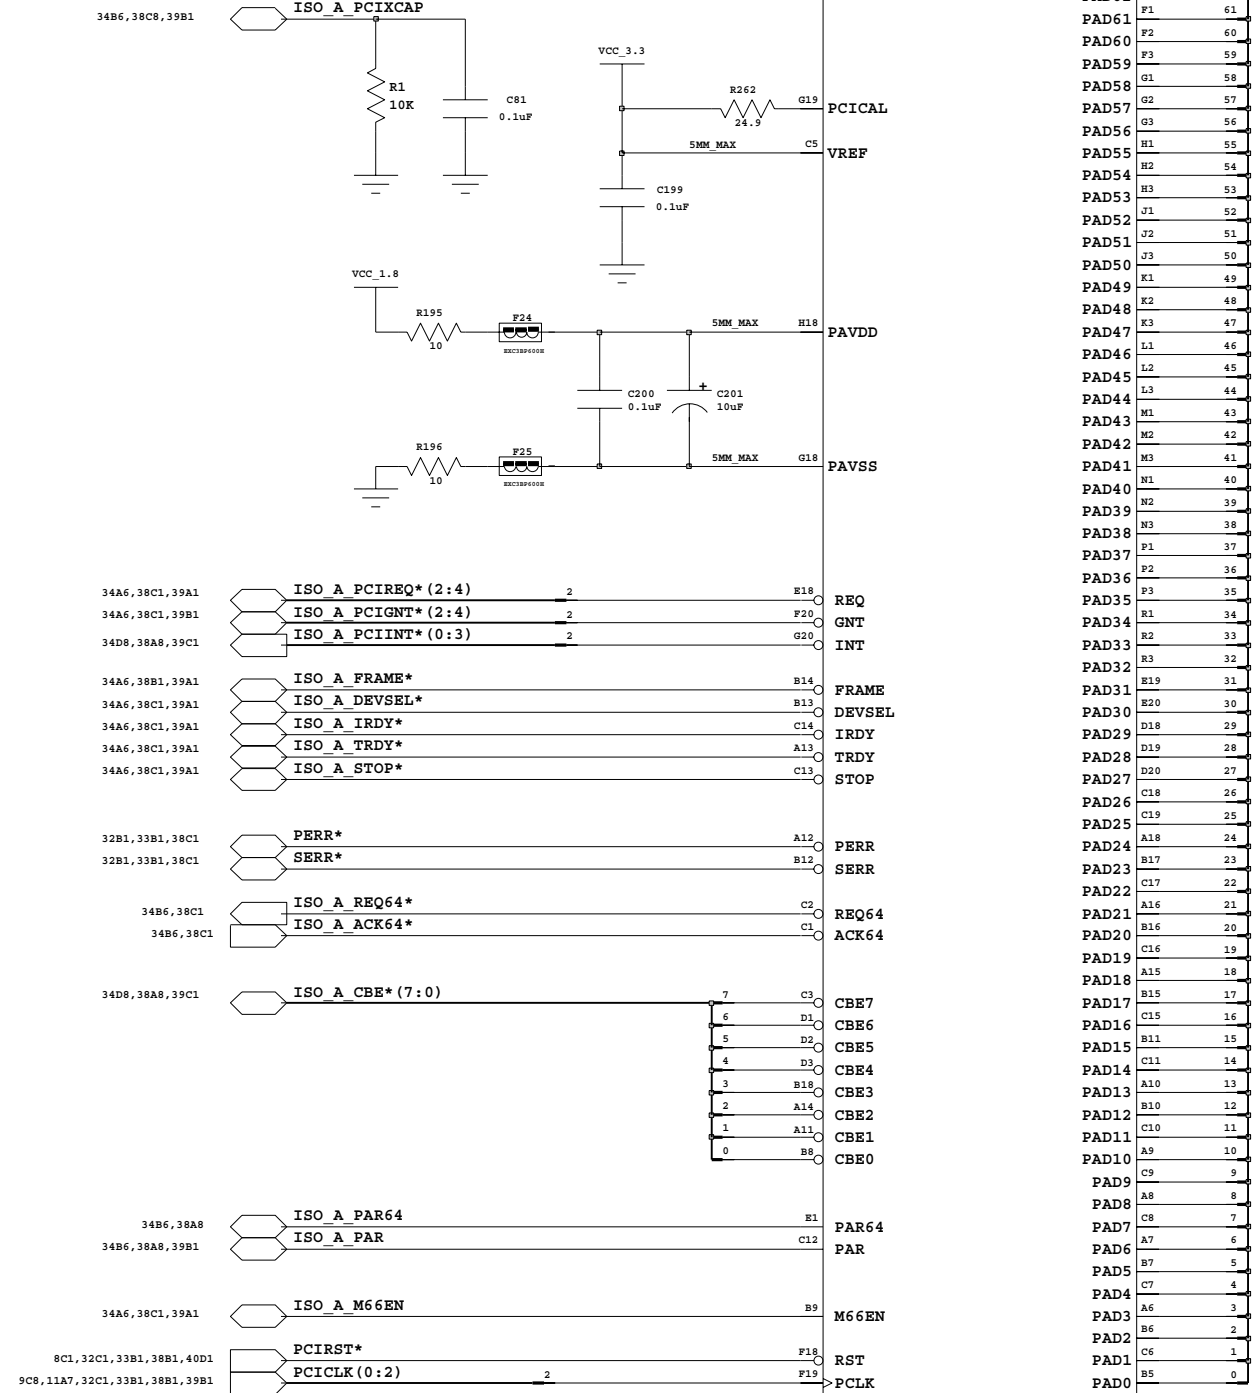 34B6,38C8,39B1
ISO_A_PCIXCAP
R1
10K
C81
0.1uF
VCC_3.3
R262
24.9
G19
PCICAL
5MM_MAX
C5
VREF
C199
0.1uF
VCC_1.8
R195
10
F24
EXC3BP600H
5MM_MAX
H18
PAVDD
C200
0.1uF
+
C201
10uF
R196
10
F25
EXC3BP600H
5MM_MAX
G18
PAVSS
34A6,38C1,39A1
ISO_A_PCIREQ*(2:4)
2
E18
REQ
34A6,38C1,39B1
ISO_A_PCIGNT*(2:4)
2
F20
GNT
34D8,38A8,39C1
ISO_A_PCIINT*(0:3)
2
G20
INT
34A6,38B1,39A1
ISO_A_FRAME*
B14
FRAME
34A6,38C1,39A1
ISO_A_DEVSEL*
B13
DEVSEL
34A6,38C1,39A1
ISO_A_IRDY*
C14
IRDY
34A6,38C1,39A1
ISO_A_TRDY*
A13
TRDY
34A6,38C1,39A1
ISO_A_STOP*
C13
STOP
32B1,33B1,38C1
PERR*
A12
PERR
32B1,33B1,38C1
SERR*
B12
SERR
34B6,38C1
ISO_A_REQ64*
C2
REQ64
34B6,38C1
ISO_A_ACK64*
C1
ACK64
34D8,38A8,39C1
ISO_A_CBE*(7:0)
7 C3 CBE7
6 D1 CBE6
5 D2 CBE5
4 D3 CBE4
3 B18 CBE3
2 A14 CBE2
1 A11 CBE1
0 B8 CBE0
34B6,38A8
ISO_A_PAR64
E1
PAR64
34B6,38A8,39B1
ISO_A_PAR
C12
PAR
34A6,38C1,39A1
ISO_A_M66EN
B9
M66EN
8C1,32C1,33B1,38B1,40D1
PCIRST*
F18
RST
9C8,11A7,32C1,33B1,38B1,39B1
PCICLK(0:2)
2
F19
PCLK
PAD61 F1 61
PAD60 F2 60
PAD59 F3 59
PAD58 G1 58
PAD57 G2 57
PAD56 G3 56
PAD55 H1 55
PAD54 H2 54
PAD53 H3 53
PAD52 J1 52
PAD51 J2 51
PAD50 J3 50
PAD49 K1 49
PAD48 K2 48
PAD47 K3 47
PAD46 L1 46
PAD45 L2 45
PAD44 L3 44
PAD43 M1 43
PAD42 M2 42
PAD41 M3 41
PAD40 N1 40
PAD39 N2 39
PAD38 N3 38
PAD37 P1 37
PAD36 P2 36
PAD35 P3 35
PAD34 R1 34
PAD33 R2 33
PAD32 R3 32
PAD31 E19 31
PAD30 E20 30
PAD29 D18 29
PAD28 D19 28
PAD27 D20 27
PAD26 C18 26
PAD25 C19 25
PAD24 A18 24
PAD23 B17 23
PAD22 C17 22
PAD21 A16 21
PAD20 B16 20
PAD19 C16 19
PAD18 A15 18
PAD17 B15 17
PAD16 C15 16
PAD15 B11 15
PAD14 C11 14
PAD13 A10 13
PAD12 B10 12
PAD11 C10 11
PAD10 A9 10
PAD9 C9 9
PAD8 A8 8
PAD7 C8 7
PAD6 A7 6
PAD5 B7 5
PAD4 C7 4
PAD3 A6 3
PAD2 B6 2
PAD1 C6 1
PAD0 B5 0